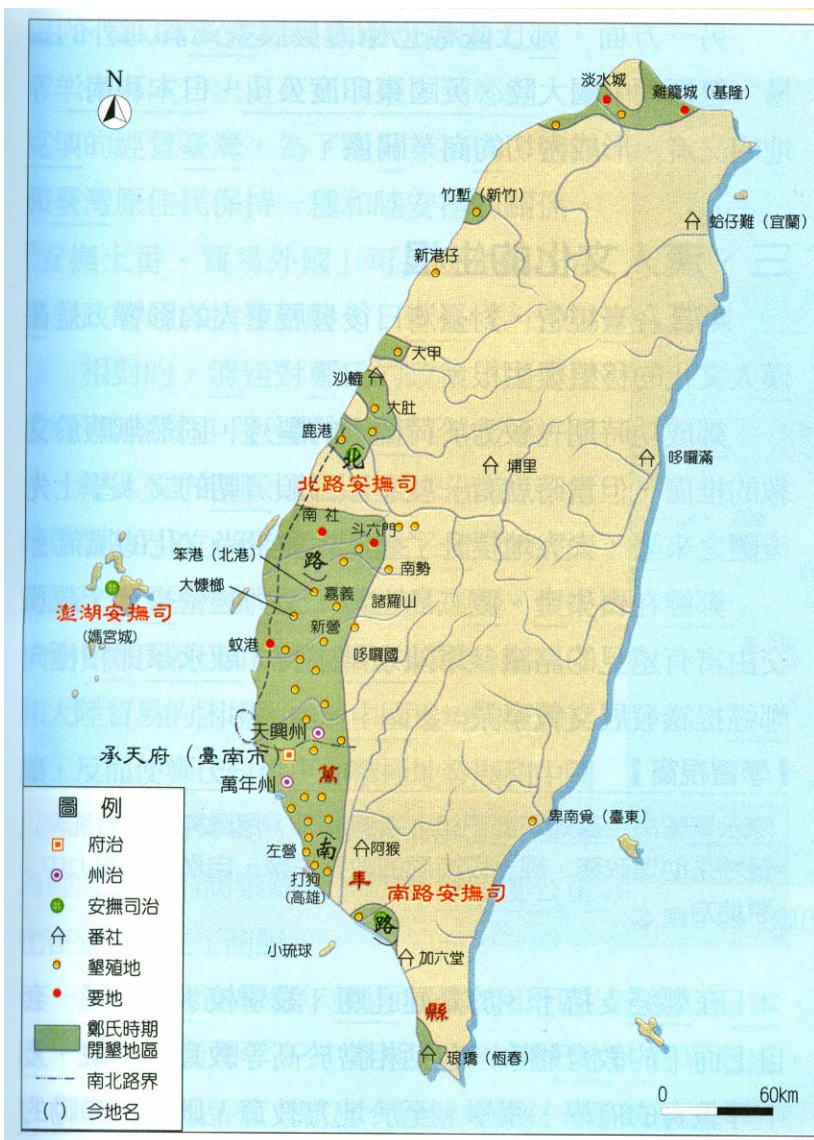 N
淡水城
雞籠城（基隆）
竹塹（新竹）
蛤仔難（宜蘭）
新港仔
大甲
沙轆
大肚
鹿港
北
埔里
哆囉滿
北路安撫司
南社
斗六門
路
笨港（北港）
南勢
大槺榔
嘉義
諸羅山
澎湖安撫司
（媽宮城）
新營
蚊港
哆囉國
天興州
承天府（臺南市）
萬
萬年州
卑南覓（臺東）
南
阿猴
左營
年
打狗
（高雄）
南路安撫司
路
小琉球
加六堂
縣
琅𤩝（恆春）
圖例
府治
州治
安撫司治
番社
墾殖地
要地
鄭氏時期
開墾地區
南北路界
（ ） 今地名
0 60km